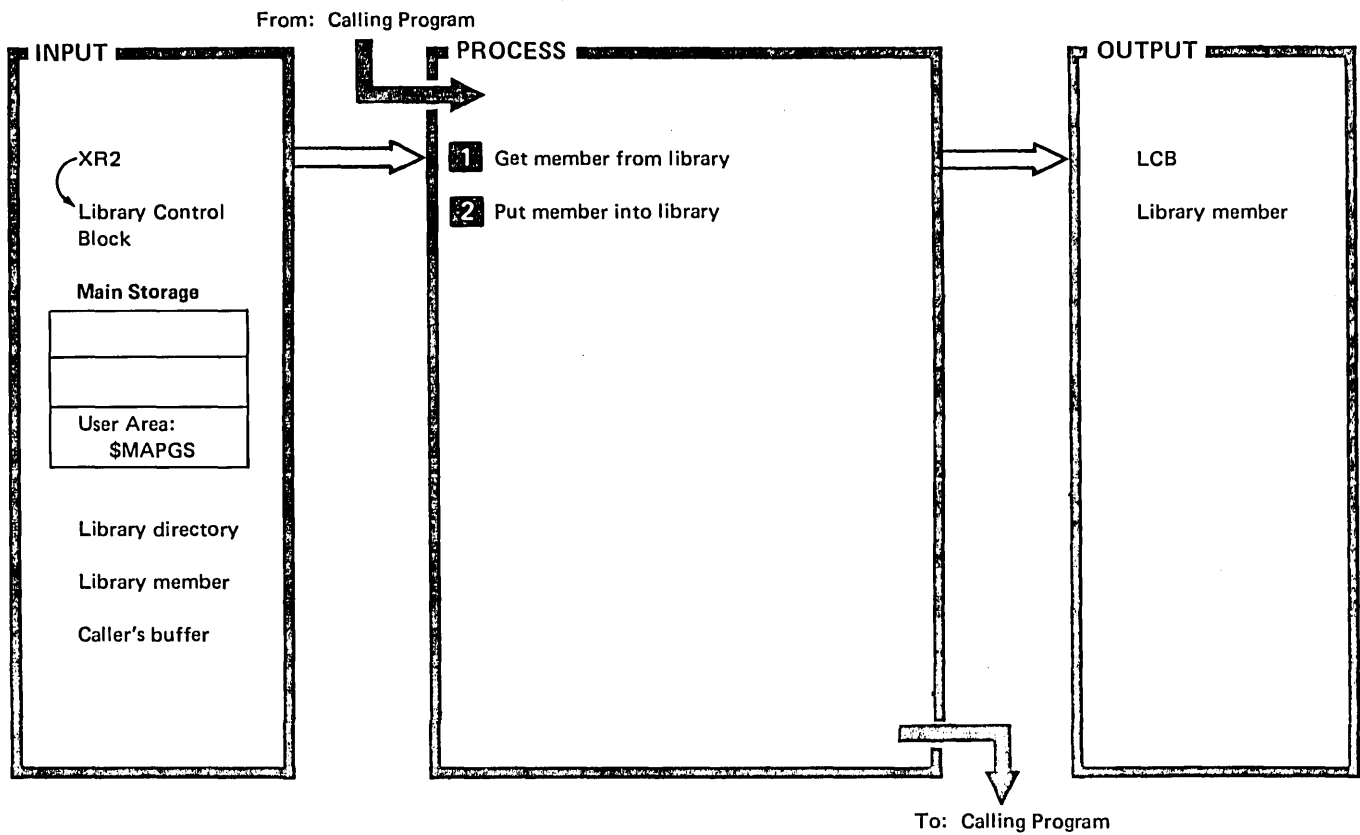 From: Calling Program
INPUT
XR2
Library Control
Block
Main Storage
User Area:
$MAPGS
Library directory
Library member
Caller's buffer
PROCESS
1 Get member from library
2 Put member into library
OUTPUT
LCB
Library member
To: Calling Program